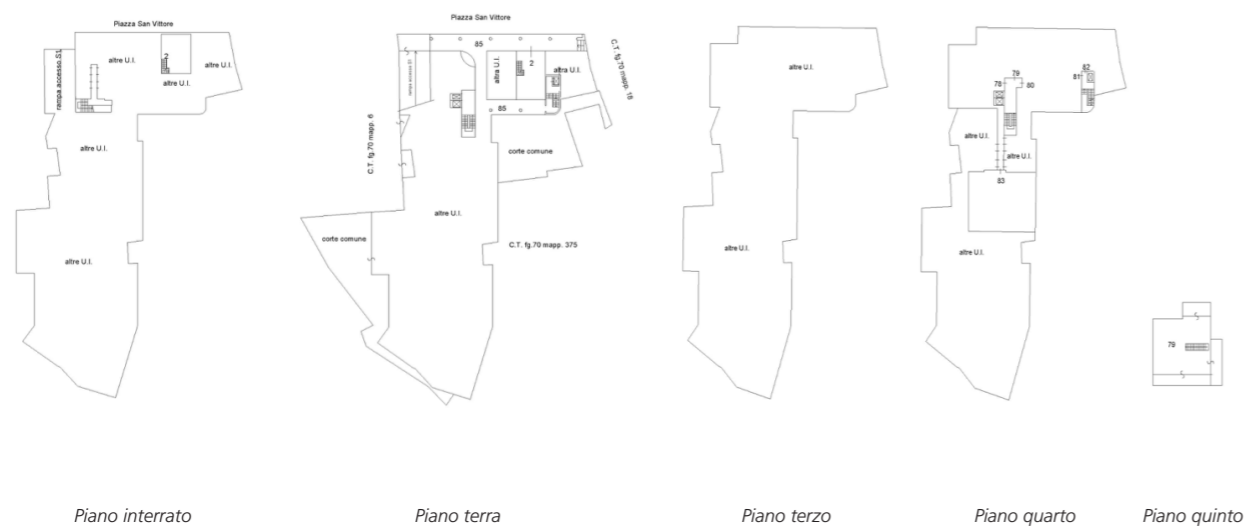 Piazza San Vittore
rampa accesso S1
altre U.I.
2
altre U.I.
altre U.I.
altre U.I.
altre U.I.
Piano interrato
Piazza San Vittore
85
rampa accesso S1
altra U.I.
2
altra U.I.
C.T. fg.70 mapp. 18
85
C.T. fg.70 mapp. 6
corte comune
altre U.I.
corte comune
C.T. fg.70 mapp. 375
Piano terra
altre U.I.
altre U.I.
Piano terzo
82
79
81
78
80
altre U.I.
altre U.I.
83
altre U.I.
Piano quarto
79
Piano quinto